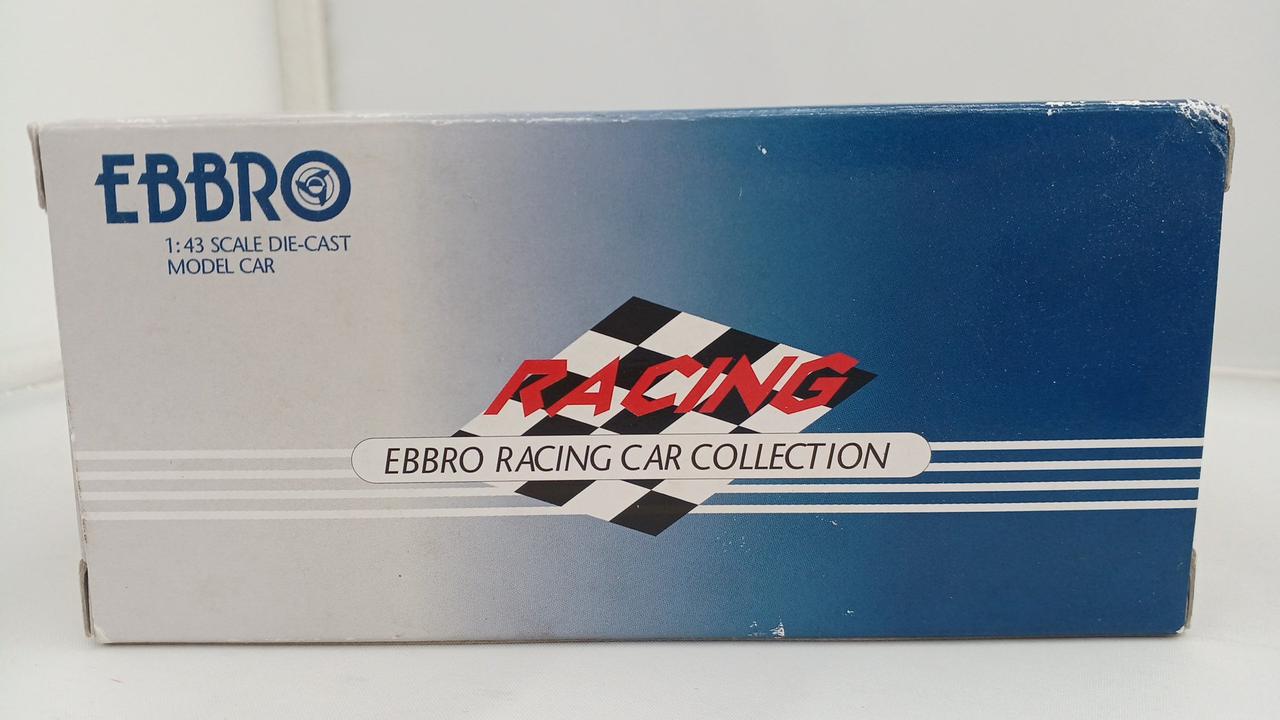 EBBRO
1:43 SCALE DIE-CAST
MODEL CAR
RACING
EBBRO RACING CAR COLLECTION